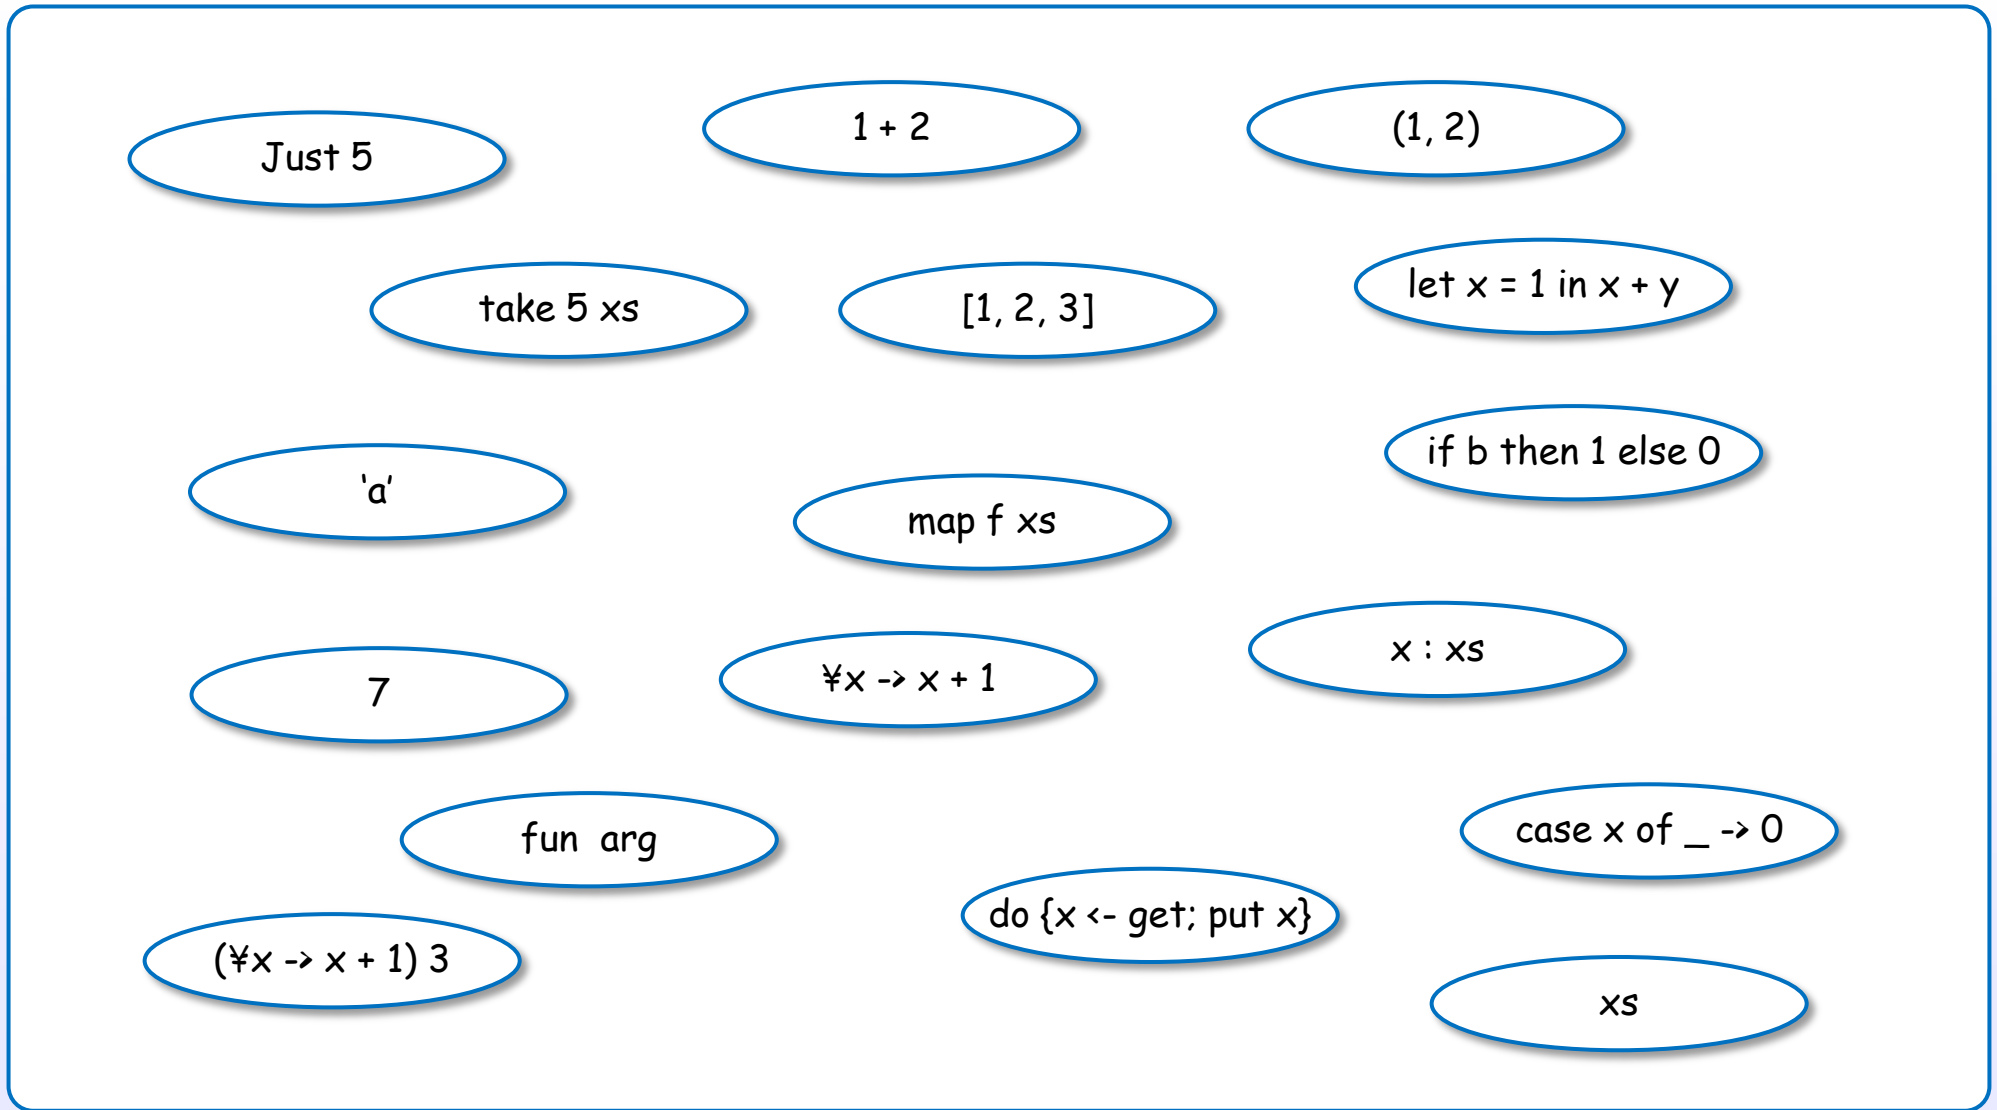 Just 5
1 + 2
(1, 2)
take 5 xs
[1, 2, 3]
let x = 1 in x + y
if b then 1 else 0
‘a’
map f xs
x : xs
7
¥x -> x + 1
fun  arg
case x of _ -> 0
do {x <- get; put x}
(¥x -> x + 1) 3
xs